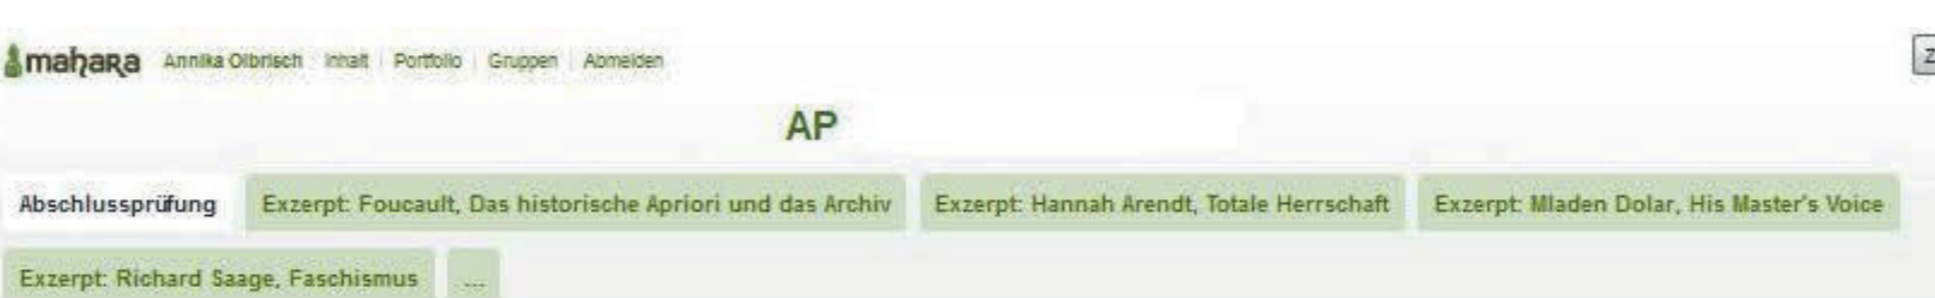 mahara Annika Olbrisch Inhalt Portfolio Gruppen Abmelden Z
AP
Abschlussprüfung Exzerpt: Foucault, Das historische Apriori und das Archiv Exzerpt: Hannah Arendt, Totale Herrschaft Exzerpt: Mladen Dolar, His Master's Voice
Exzerpt: Richard Saage, Faschismus ...